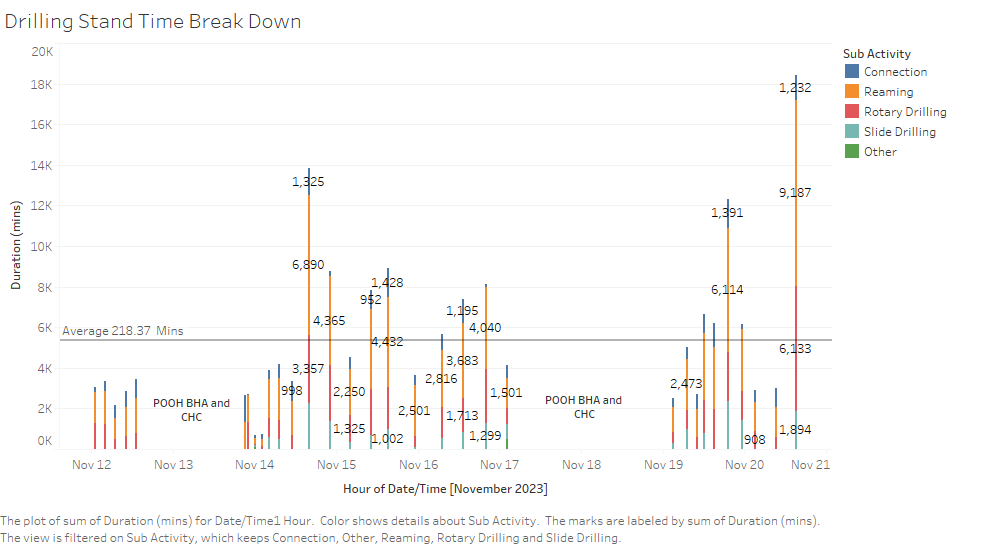 Drilling Stand Time Break Down
20K
18K
16K
14K
12K
10K
8K
6K
4K
2K
0K
Duration (mins)
Average 218.37 Mins
POOH BHA and
CHC
998
1,325
6,890
3,357
4,365
2,250
1,325
952
1,428
4,432
1,002
2,501
2,816
1,195
3,683
1,713
4,040
1,299
1,501
POOH BHA and
CHC
2,473
1,391
6,114
908
1,232
9,187
6,133
1,894
Nov 12
Nov 13
Nov 14
Nov 15
Nov 16
Nov 17
Nov 18
Nov 19
Nov 20
Nov 21
Hour of Date/Time [November 2023]
Sub Activity
Connection
Reaming
Rotary Drilling
Slide Drilling
Other
The plot of sum of Duration (mins) for Date/Time1 Hour. Color shows details about Sub Activity. The marks are labeled by sum of Duration (mins).
The view is filtered on Sub Activity, which keeps Connection, Other, Reaming, Rotary Drilling and Slide Drilling.